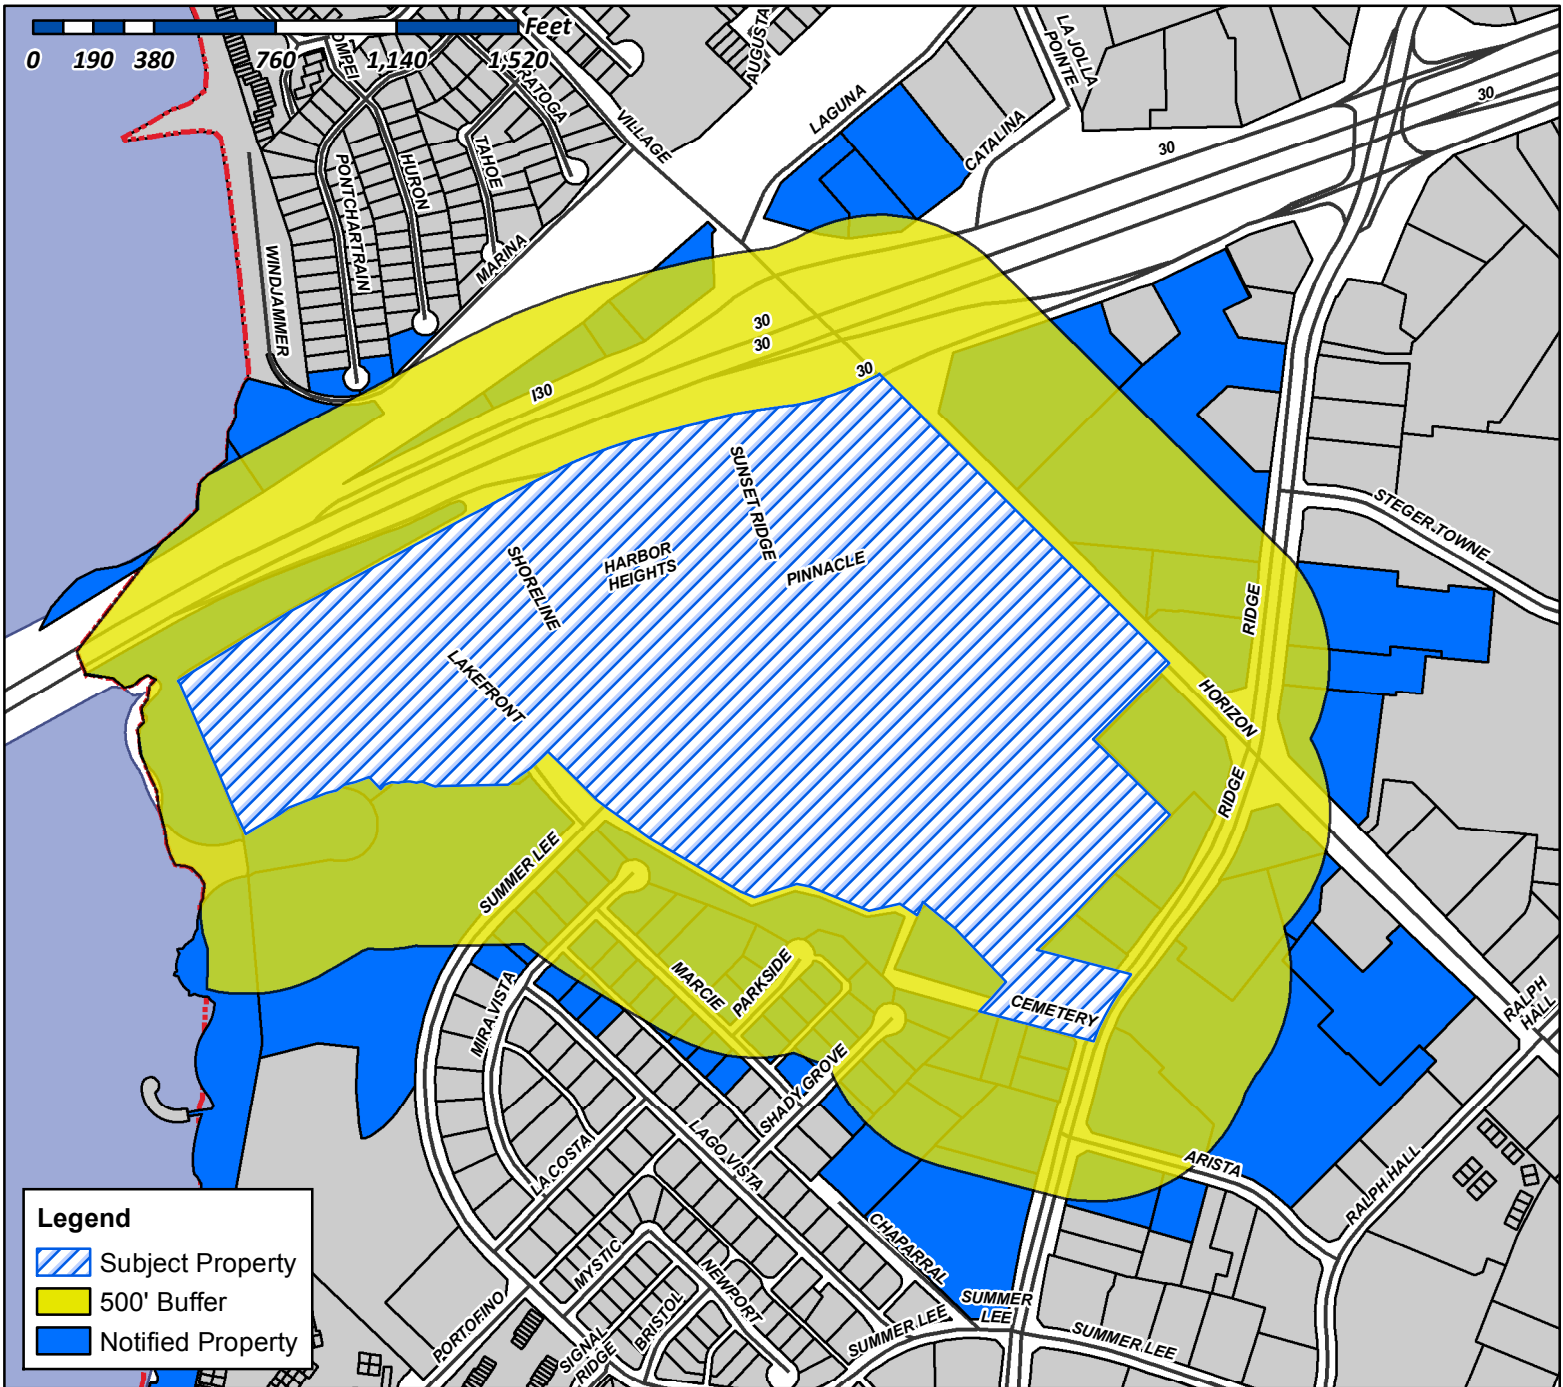 Feet
0 190 380 760 1,140 1,520
OMPEI
RATOGA
AUGUSTA
LA JOLLA
POINTE
VILLAGE
LAGUNA
CATALINA
30
30
TAHOE
HURON
PONTCHARTRAIN
WINDJAMMER
MARINA
30
30
30
I30
SUNSET RIDGE
HARBOR
HEIGHTS
PINNACLE
SHORELINE
LAKEFRONT
STEGER TOWNE
RIDGE
HORIZON
RIDGE
SUMMER LEE
MIRA VISTA
MARCIE
PARKSIDE
CEMETERY
SHADY GROVE
RALPH
HALL
LA COSTA
LAGO VISTA
ARISTA
RALPH HALL
CHAPARRAL
MYSTIC
NEWPORT
BRISTOL
PORTOFINO
SIGNAL
RIDGE
SUMMER LEE
SUMMER
LEE
SUMMER LEE
Legend
Subject Property
500' Buffer
Notified Property